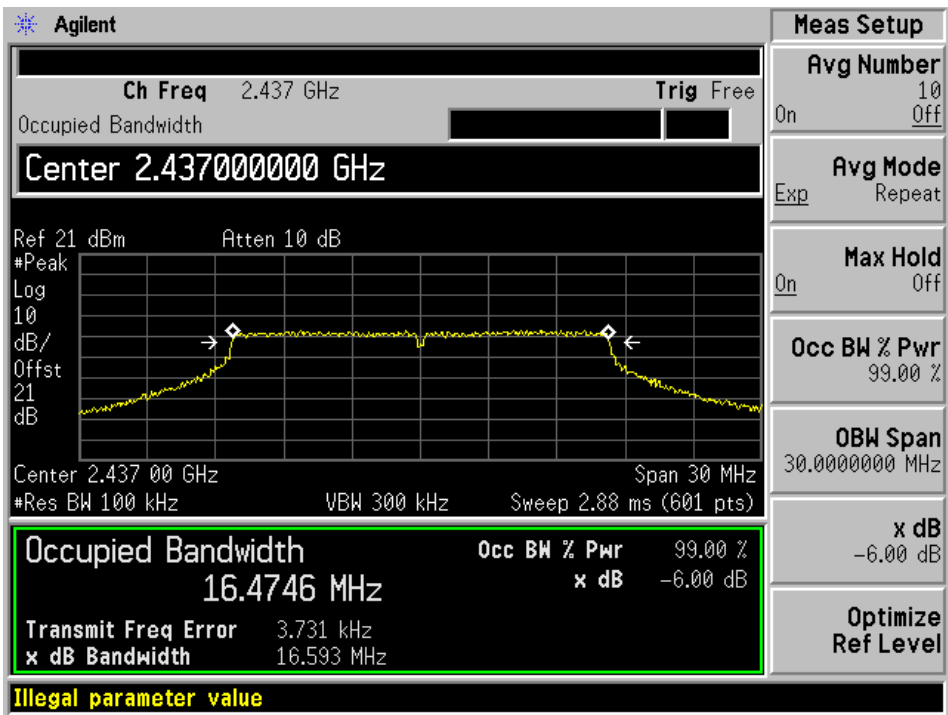 Agilent
Meas Setup
Ch Freq 2.437 GHz Trig Free
Occupied Bandwidth
Center 2.437000000 GHz
Ref 21 dBm Atten 10 dB
#Peak
Log
10
dB/
Offst
21
dB
Center 2.437 00 GHz Span 30 MHz
#Res BW 100 kHz VBW 300 kHz Sweep 2.88 ms (601 pts)
Occupied Bandwidth Occ BW % Pwr 99.00 %
16.4746 MHz x dB -6.00 dB
Transmit Freq Error 3.731 kHz
x dB Bandwidth 16.593 MHz
Illegal parameter value
Avg Number
10
On Off
Avg Mode
Exp Repeat
Max Hold
On Off
Occ BW % Pwr
99.00 %
OBW Span
30.0000000 MHz
x dB
-6.00 dB
Optimize
Ref Level